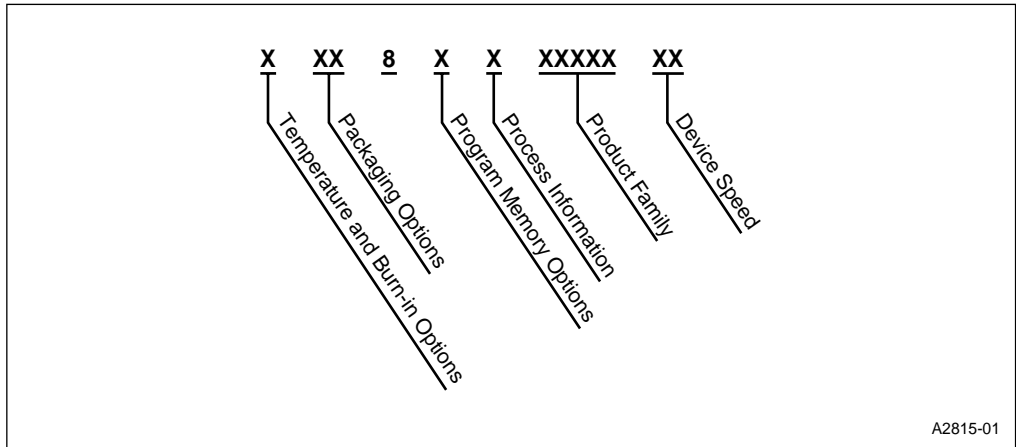 X XX 8 X X XXXXX XX
Temperature and Burn-in Options
Packaging Options
Program Memory Options
Process Information
Product Family
Device Speed
A2815-01